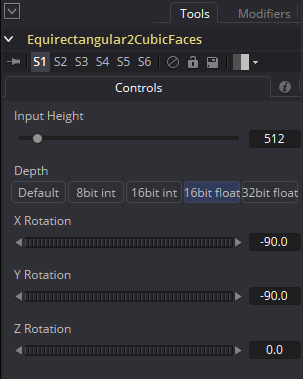 Tools Modifiers
Equirectangular2CubicFaces
S1 S2 S3 S4 S5 S6
Controls
Input Height
512
Depth
Default 8bit int 16bit int 16bit float 32bit float
X Rotation
-90.0
Y Rotation
-90.0
Z Rotation
0.0